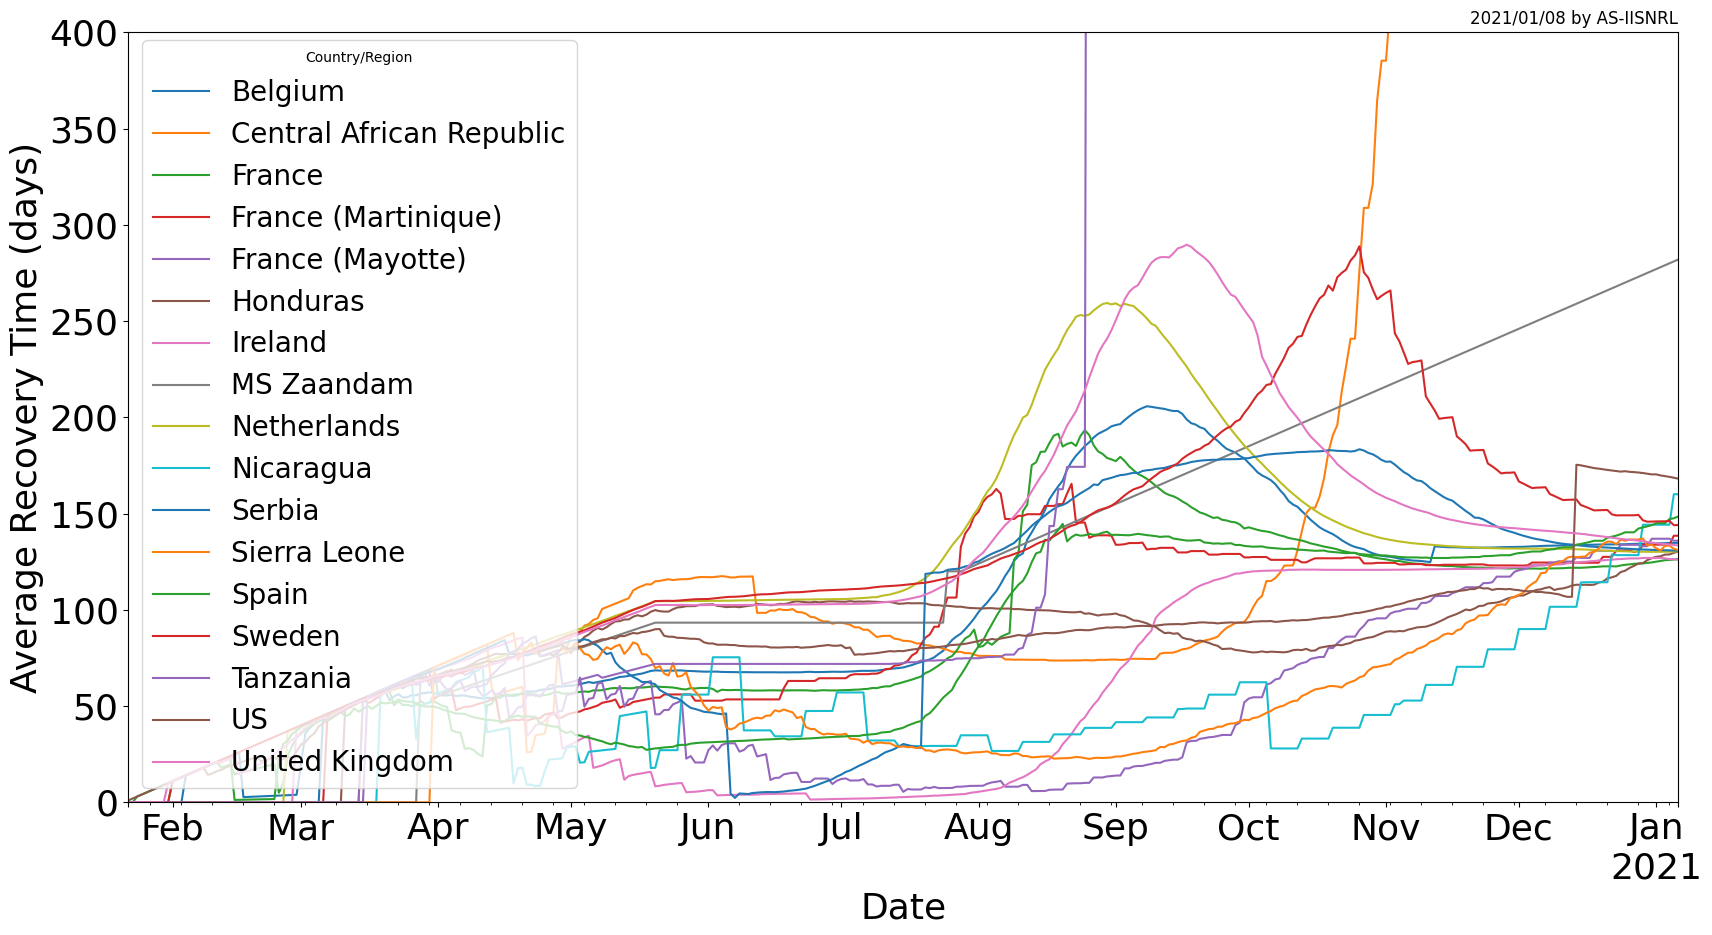 2021/01/08 by AS-IISNRL
Average Recovery Time (days)
400
350
300
250
200
150
100
50
0
Country/Region
Belgium
Central African Republic
France
France (Martinique)
France (Mayotte)
Honduras
Ireland
MS Zaandam
Netherlands
Nicaragua
Serbia
Sierra Leone
Spain
Sweden
Tanzania
US
United Kingdom
Feb Mar Apr May Jun Jul Aug Sep Oct Nov Dec Jan
2021
Date